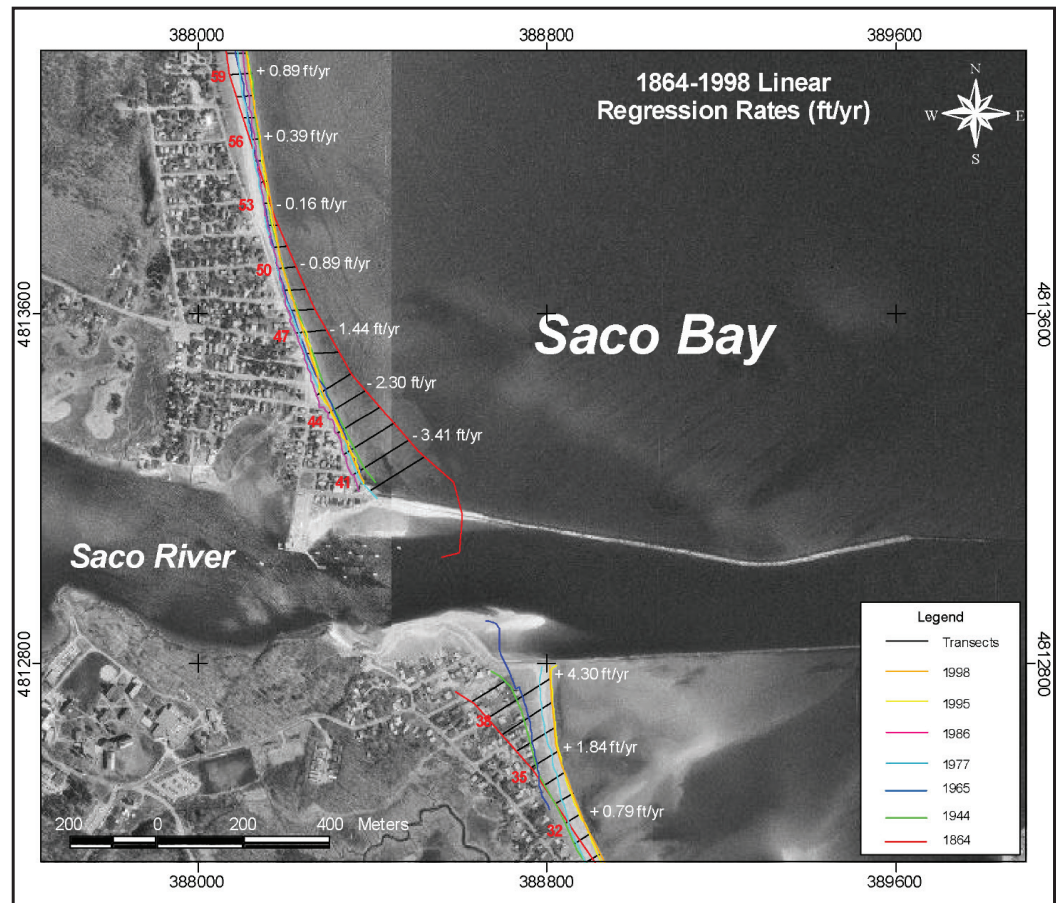 388000
388800
389600
1864-1998 Linear
Regression Rates (ft/yr)
N
W
E
S
59
+ 0.89 ft/yr
56
+ 0.39 ft/yr
53
- 0.16 ft/yr
50
- 0.89 ft/yr
4813600
4813600
47
- 1.44 ft/yr
Saco Bay
- 2.30 ft/yr
44
- 3.41 ft/yr
41
Saco River
Legend
Transects
1998
1995
1986
1977
1965
1944
1864
4812800
4812800
+ 4.30 ft/yr
38
+ 1.84 ft/yr
35
+ 0.79 ft/yr
32
200
0
200
400
Meters
388000
388800
389600